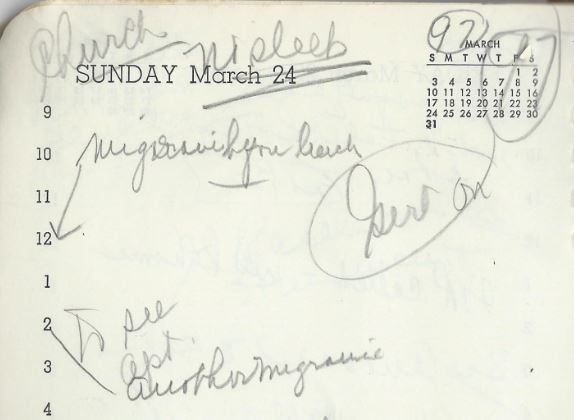 Church No sleep 97
SUNDAY March 24
MARCH
S M T W T F S
1 2
3 4 5 6 7 8 9
10 11 12 13 14 15 16
17 18 19 20 21 22 23
24 25 26 27 28 29 30
31
9
10 before lunch
11 Gert on
12
1
2 To see
apt.
3 another migraine
4